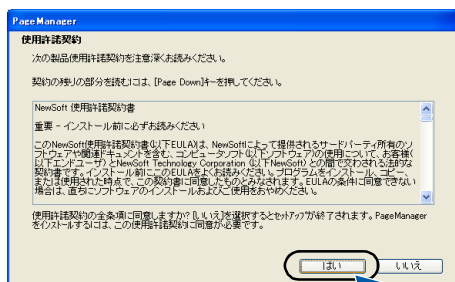 PageManager
使用許諾契約
次の製品使用許諾契約を注意深くお読みください。
契約の残りの部分を読むには、[Page Down]キーを押してください。
NewSoft 使用許諾契約書
重要 - インストール前に必ずお読みください
このNewSoft使用許諾契約書(以下EULA)は、NewSoftによって提供されるサードパーティ所有のソ
フトウェアや関連ドキュメントを含む、コンピュータソフト(以下ソフトウェア)の使用について、お客様(
以下エンドユーザ)とNewSoft Technology Corporation (以下NewSoft)との間で交わされる法的な
契約書です。インストール前にこのEULAをよくお読みください。プログラムをインストール、コピー、
または使用された時点で、この契約書に同意したものとみなされます。EULAの条件に同意できない
場合は、直ちにソフトウェアのインストールおよびご使用をおやめください。
使用許諾契約の全条項に同意しますか? [いいえ]を選択するとセットアップが終了されます。PageManager
をインストールするには、この使用許諾契約に同意が必要です。
はい
いいえ